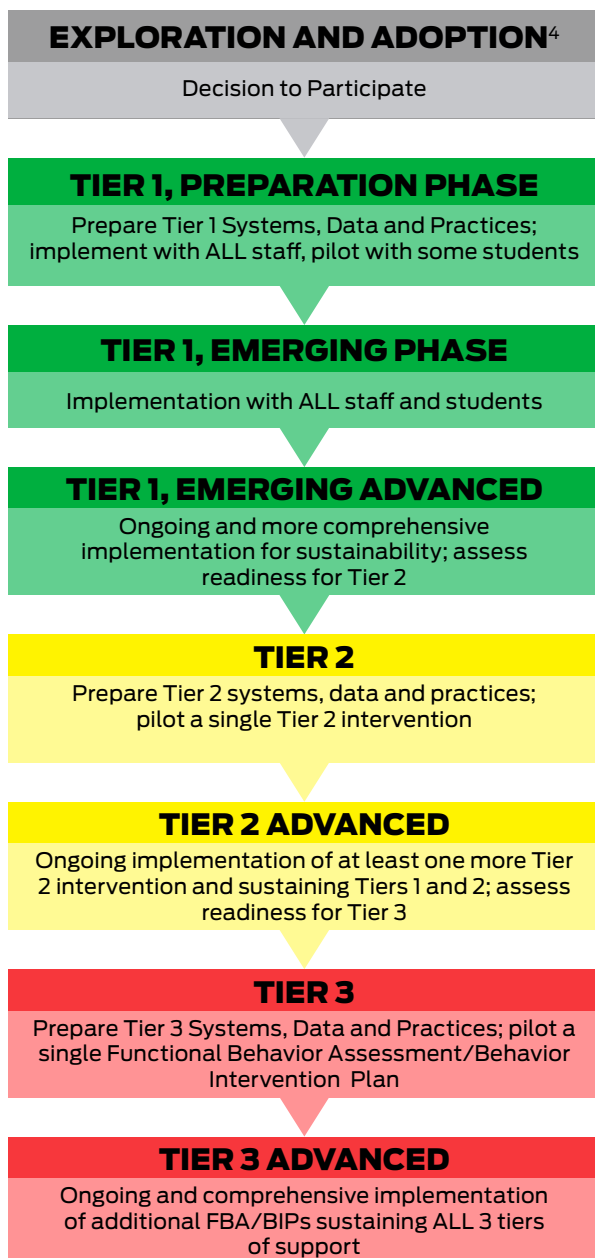 EXPLORATION AND ADOPTION⁴
Decision to Participate
TIER 1, PREPARATION PHASE
Prepare Tier 1 Systems, Data and Practices;
implement with ALL staff, pilot with some students
TIER 1, EMERGING PHASE
Implementation with ALL staff and students
TIER 1, EMERGING ADVANCED
Ongoing and more comprehensive
implementation for sustainability; assess
readiness for Tier 2
TIER 2
Prepare Tier 2 systems, data and practices;
pilot a single Tier 2 intervention
TIER 2 ADVANCED
Ongoing implementation of at least one more Tier
2 intervention and sustaining Tiers 1 and 2; assess
readiness for Tier 3
TIER 3
Prepare Tier 3 Systems, Data and Practices; pilot a
single Functional Behavior Assessment/Behavior
Intervention Plan
TIER 3 ADVANCED
Ongoing and comprehensive implementation
of additional FBA/BIPs sustaining ALL 3 tiers
of support